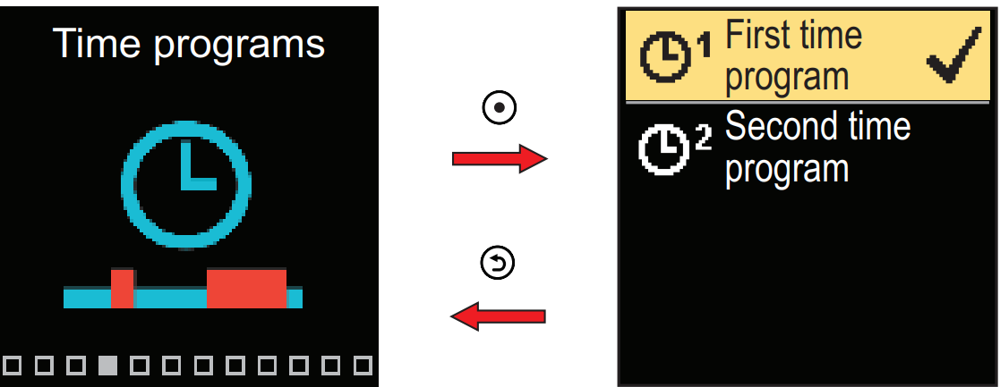 Time programs
1 First time
program
2 Second time
program